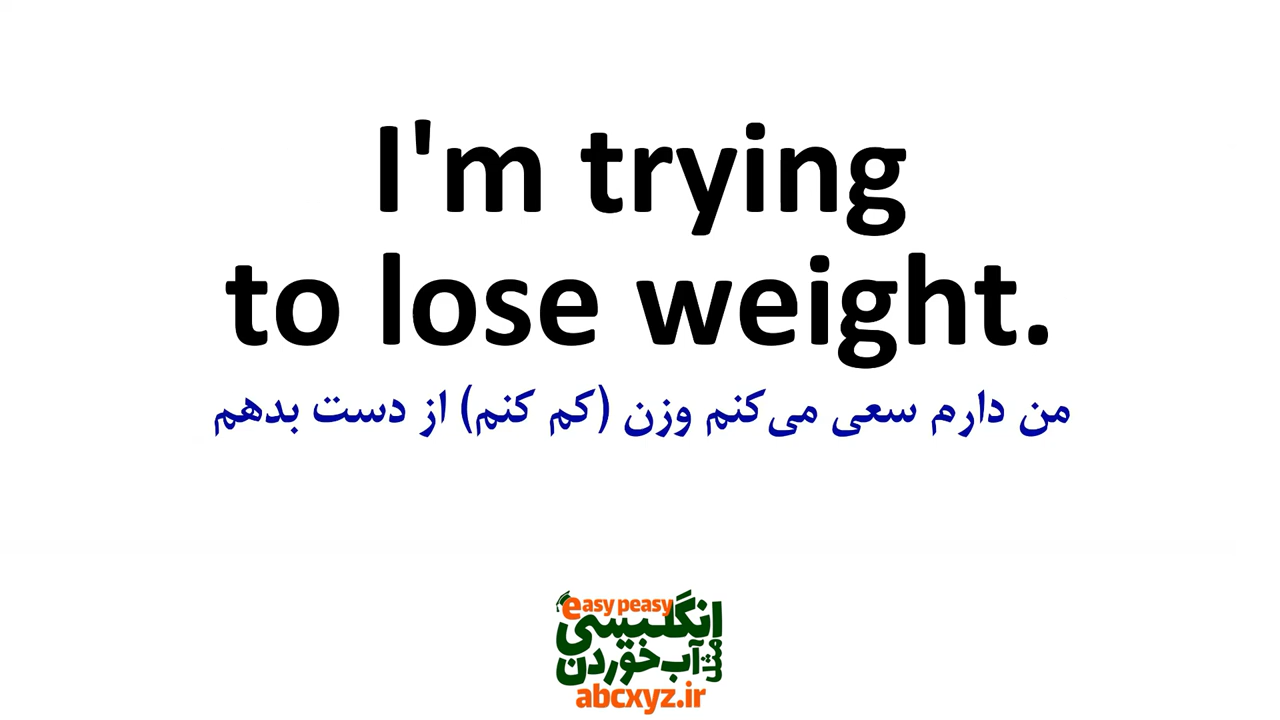 I'm trying
to lose weight.
من دارم سعی می‌کنم وزن (کم کنم) از دست بدهم
easy peasy
انگلیسی
مثل آب خوردن
abcxyz.ir